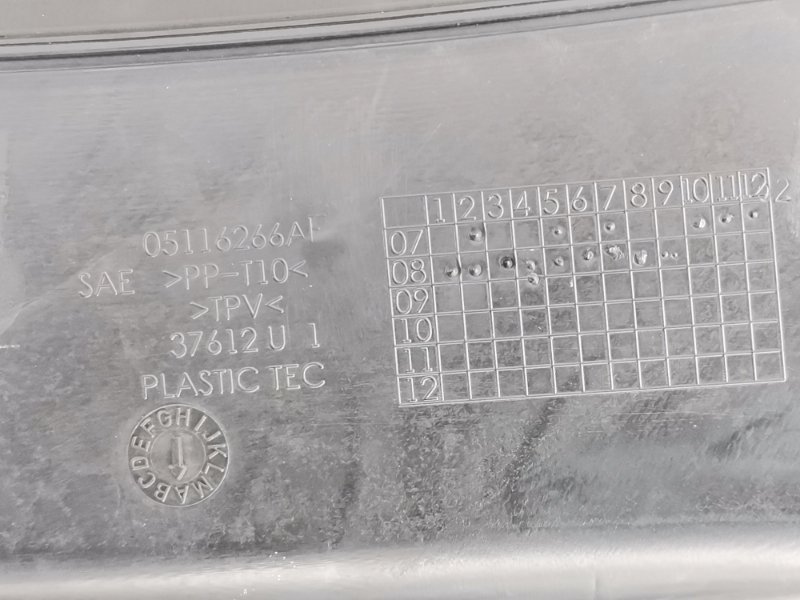 05116266AF
SAE >PP-T10<
>TPV<
37612 U 1
PLASTIC TEC
ABCDEFGHIJKLM
1 2 3 4 5 6 7 8 9 10 11 12
07
08
09
10
11
12